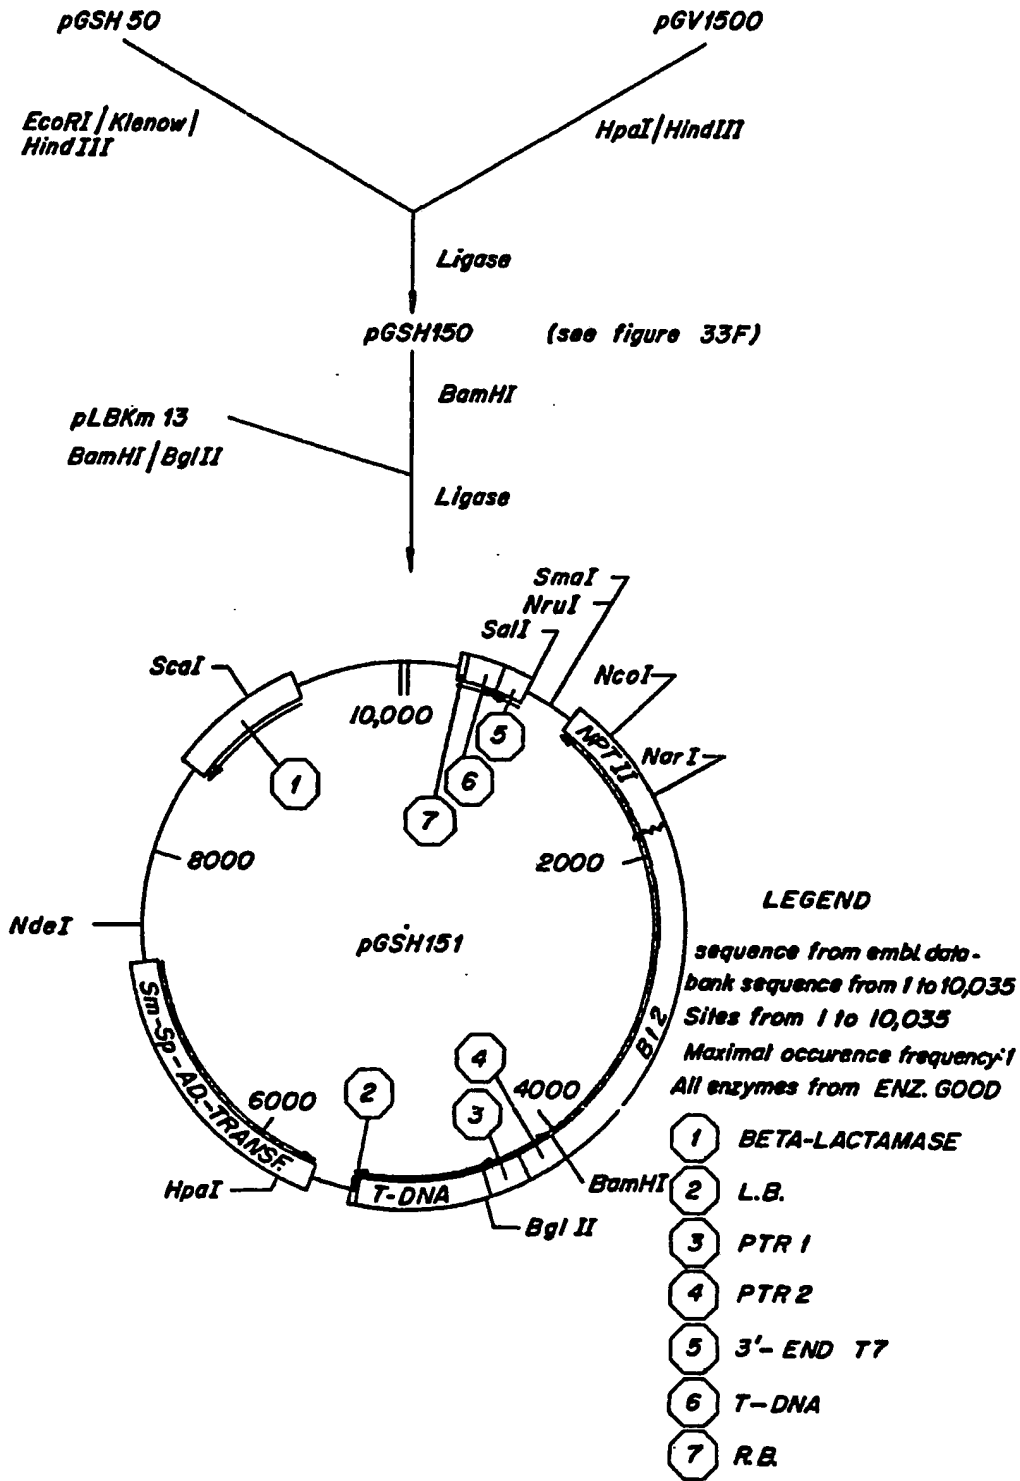 pGSH 50
pGV1500
EcoRI/Klenow/
HindIII
HpaI/HindIII
Ligase
pGSH150 (see figure 33F)
BamHI
pLBKm 13
BamHI/BglII
Ligase
SmaI
NruI
SalI
ScaI
NcoI
10,000
5
NPTII
NarI
1
6
7
8000
2000
NdeI
pGSH151
LEGEND
sequence from embl. data-
bank sequence from 1 to 10,035
Sites from 1 to 10,035
Maximal occurence frequency:1
All enzymes from ENZ. GOOD
Bt2
Sm-Sp-AD.-TRANSF.
4
4000
2
3
6000
HpaI
T-DNA
BamHI
Bgl II
1 BETA-LACTAMASE
2 L.B.
3 PTR 1
4 PTR 2
5 3'-END T7
6 T-DNA
7 R.B.